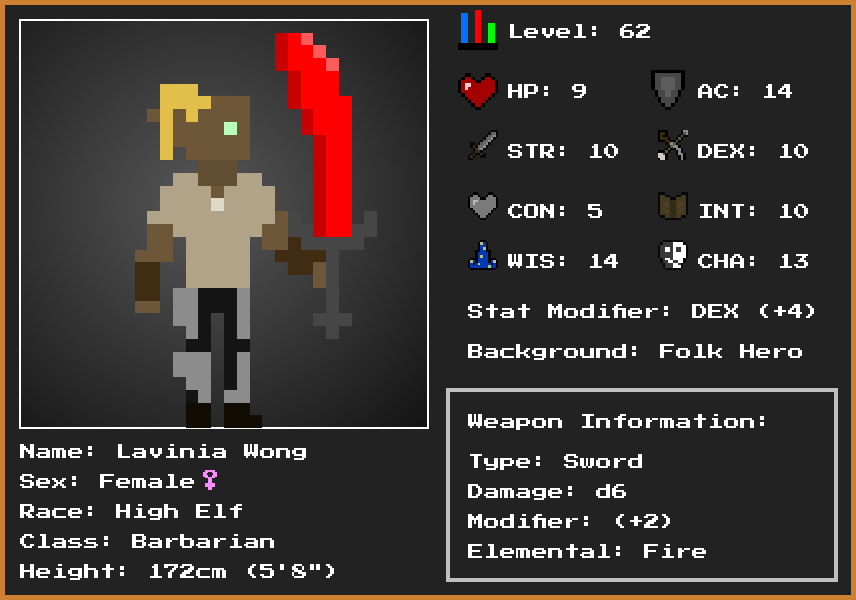 Level: 62
HP: 9
AC: 14
STR: 10
DEX: 10
CON: 5
INT: 10
WIS: 14
CHA: 13
Stat Modifier: DEX (+4)
Background: Folk Hero
Name: Lavinia Wong
Sex: Female♀
Race: High Elf
Class: Barbarian
Height: 172cm (5'8")
Weapon Information:
Type: Sword
Damage: d6
Modifier: (+2)
Elemental: Fire